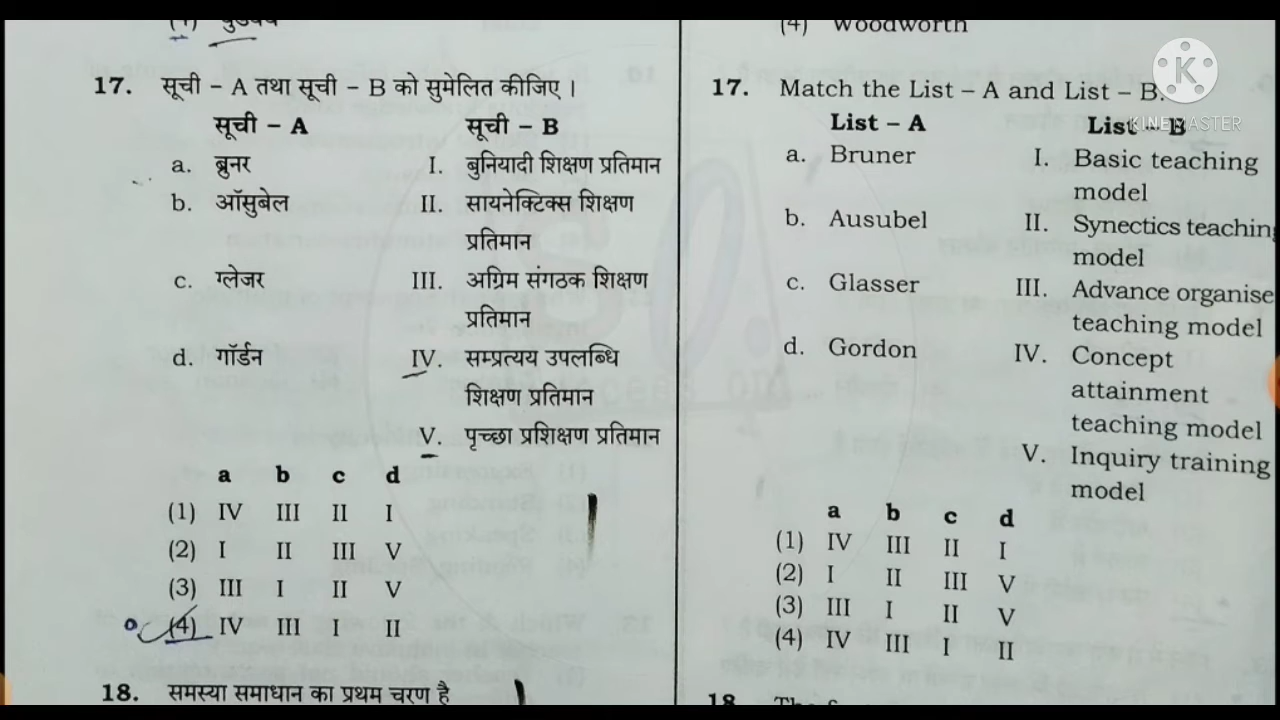 (4) वुडवर्थ
17. सूची – A तथा सूची – B को सुमेलित कीजिए ।
सूची – A सूची – B
a. ब्रुनर I. बुनियादी शिक्षण प्रतिमान
b. ऑसुबेल II. सायनेक्टिक्स शिक्षण
प्रतिमान
c. ग्लेजर III. अग्रिम संगठक शिक्षण
प्रतिमान
d. गॉर्डन IV. सम्प्रत्यय उपलब्धि
शिक्षण प्रतिमान
V. पृच्छा प्रशिक्षण प्रतिमान
a b c d
(1) IV III II I
(2) I II III V
(3) III I II V
(4) IV III I II
18. समस्या समाधान का प्रथम चरण है
(4) Woodworth
17. Match the List – A and List – B.
List – A List – B
a. Bruner I. Basic teaching
model
b. Ausubel II. Synectics teaching
model
c. Glasser III. Advance organise
teaching model
d. Gordon IV. Concept
attainment
teaching model
V. Inquiry training
model
a b c d
(1) IV III II I
(2) I II III V
(3) III I II V
(4) IV III I II
18.
K
KINEMASTER